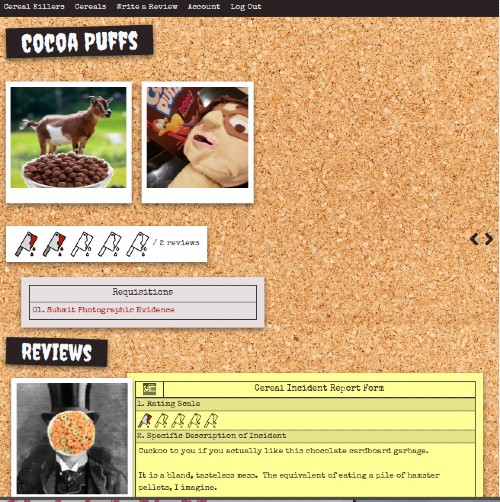 Cereal Killers Cereals Write a Review Account Log Out
COCOA PUFFS
/ 2 reviews
Requisitions
01. Submit Photographic Evidence
REVIEWS
Cereal Incident Report Form
1. Rating Scale
2. Specific Description of Incident
Cuckoo to you if you actually like this chocolate cardboard garbage.
It is a bland, tasteless mess. The equivalent of eating a pile of hamster
pellets, I imagine.